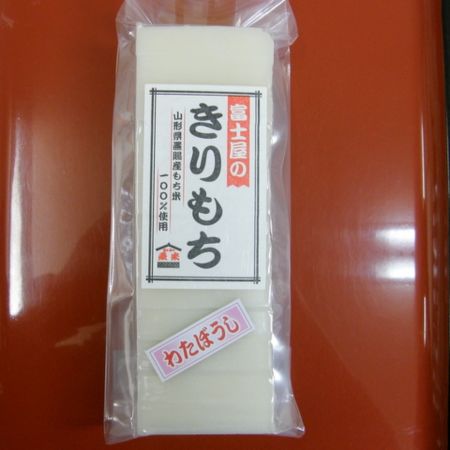 富士屋の
きりもち
山形県置賜産もち米
一〇〇%使用
わたぼうし